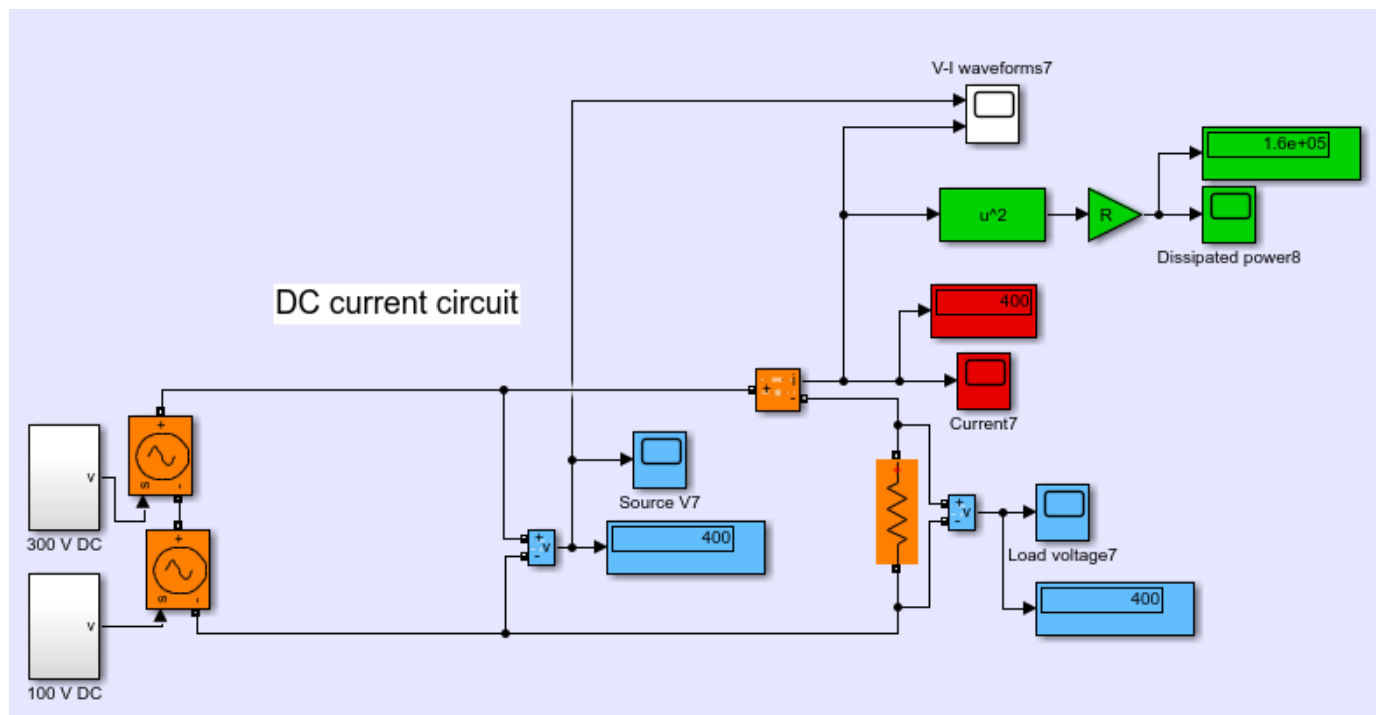 V-I waveforms7
1.6e+05
u^2
R
Dissipated power8
DC current circuit
400
+
i
-
Current7
+
s
-
v
300 V DC
Source V7
+
v
-
400
+
+
v
-
Load voltage7
+
s
-
v
100 V DC
400